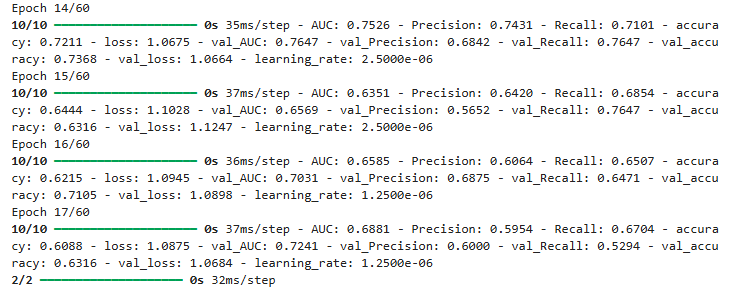 Epoch 14/60
10/10 ━━━━━━━━━━━━━━━━━━━━ 0s 35ms/step - AUC: 0.7526 - Precision: 0.7431 - Recall: 0.7101 - accura
cy: 0.7211 - loss: 1.0675 - val_AUC: 0.7647 - val_Precision: 0.6842 - val_Recall: 0.7647 - val_accu
racy: 0.7368 - val_loss: 1.0664 - learning_rate: 2.5000e-06
Epoch 15/60
10/10 ━━━━━━━━━━━━━━━━━━━━ 0s 37ms/step - AUC: 0.6351 - Precision: 0.6420 - Recall: 0.6854 - accura
cy: 0.6444 - loss: 1.1028 - val_AUC: 0.6569 - val_Precision: 0.5652 - val_Recall: 0.7647 - val_accu
racy: 0.6316 - val_loss: 1.1247 - learning_rate: 2.5000e-06
Epoch 16/60
10/10 ━━━━━━━━━━━━━━━━━━━━ 0s 36ms/step - AUC: 0.6585 - Precision: 0.6064 - Recall: 0.6507 - accura
cy: 0.6215 - loss: 1.0945 - val_AUC: 0.7031 - val_Precision: 0.6875 - val_Recall: 0.6471 - val_accu
racy: 0.7105 - val_loss: 1.0898 - learning_rate: 1.2500e-06
Epoch 17/60
10/10 ━━━━━━━━━━━━━━━━━━━━ 0s 37ms/step - AUC: 0.6881 - Precision: 0.5954 - Recall: 0.6704 - accura
cy: 0.6088 - loss: 1.0875 - val_AUC: 0.7241 - val_Precision: 0.6000 - val_Recall: 0.5294 - val_accu
racy: 0.6316 - val_loss: 1.0684 - learning_rate: 1.2500e-06
2/2 ━━━━━━━━━━━━━━━━━━━━ 0s 32ms/step